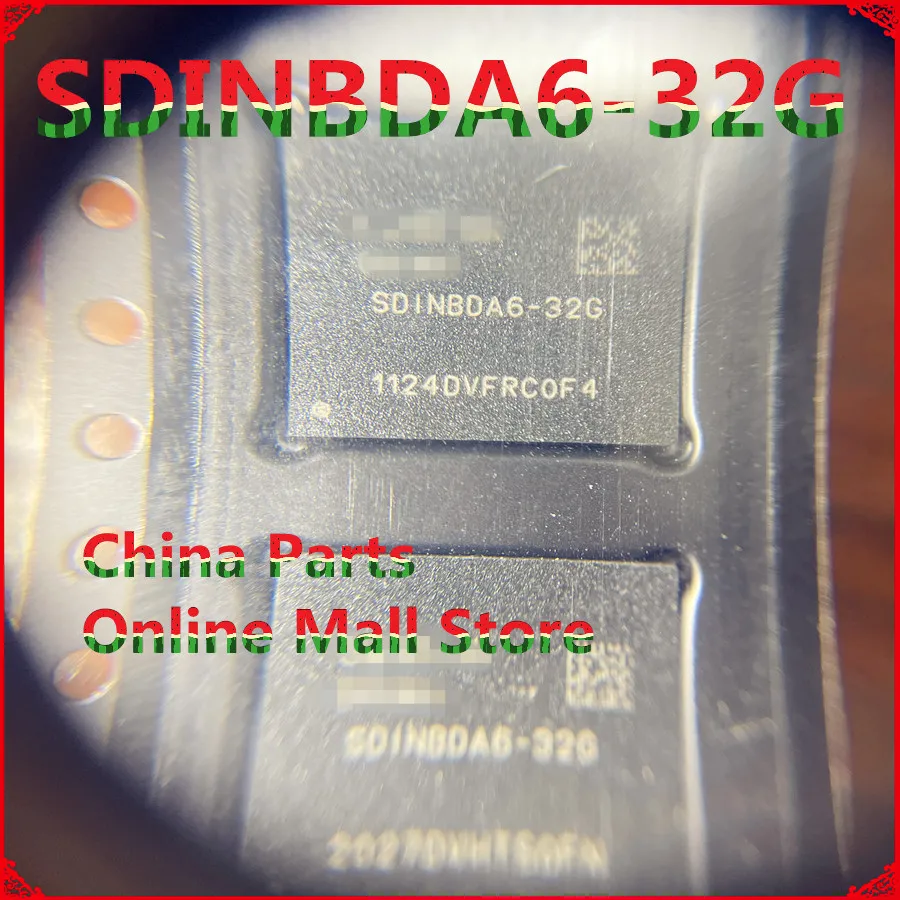 SDINBDA6-32G
SDINBDA6-32G
1124DVFRC0F4
China Parts
Online Mall Store
SDINBDA6-32G